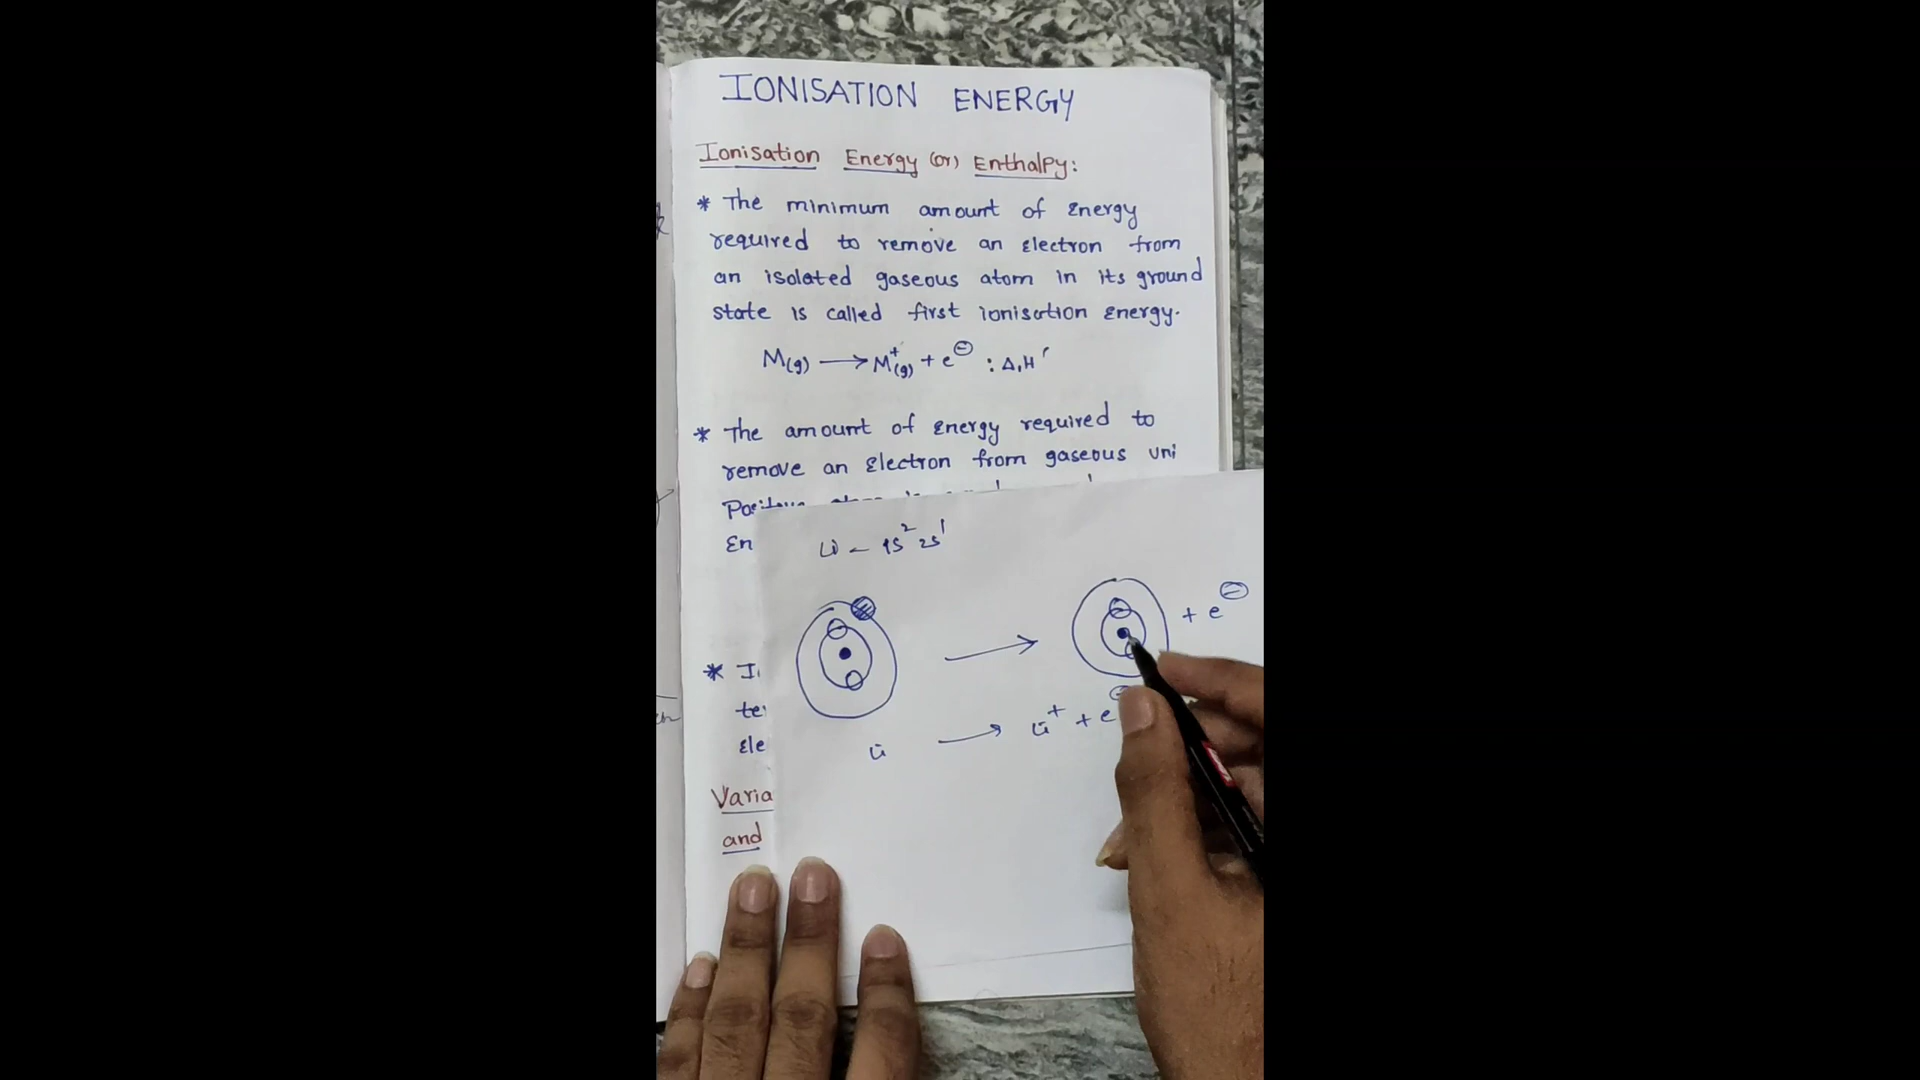 IONISATION ENERGY
Ionisation Energy (or) Enthalpy:
* The minimum amount of Energy
required to remove an Electron from
an isolated gaseous atom in its ground
state is called first ionisation Energy.
M(g) ⟶ M⁺(g) + e⊖ : Δ,H'
* The amount of Energy required to
remove an Electron from gaseous uni
En
Li – 1S² 2S¹
+ e⊖
Ele
Li ⟶ Li⁺ + e⊖
Varia
and